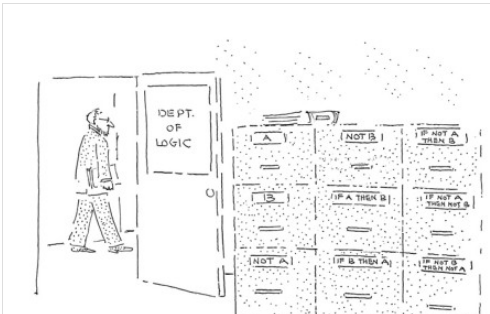 DEPT.
OF
LOGIC
A
NOT B
IF NOT A
THEN B
B
IF A THEN B
IF NOT A
THEN NOT B
NOT A
IF B THEN A
IF NOT B
THEN NOT A